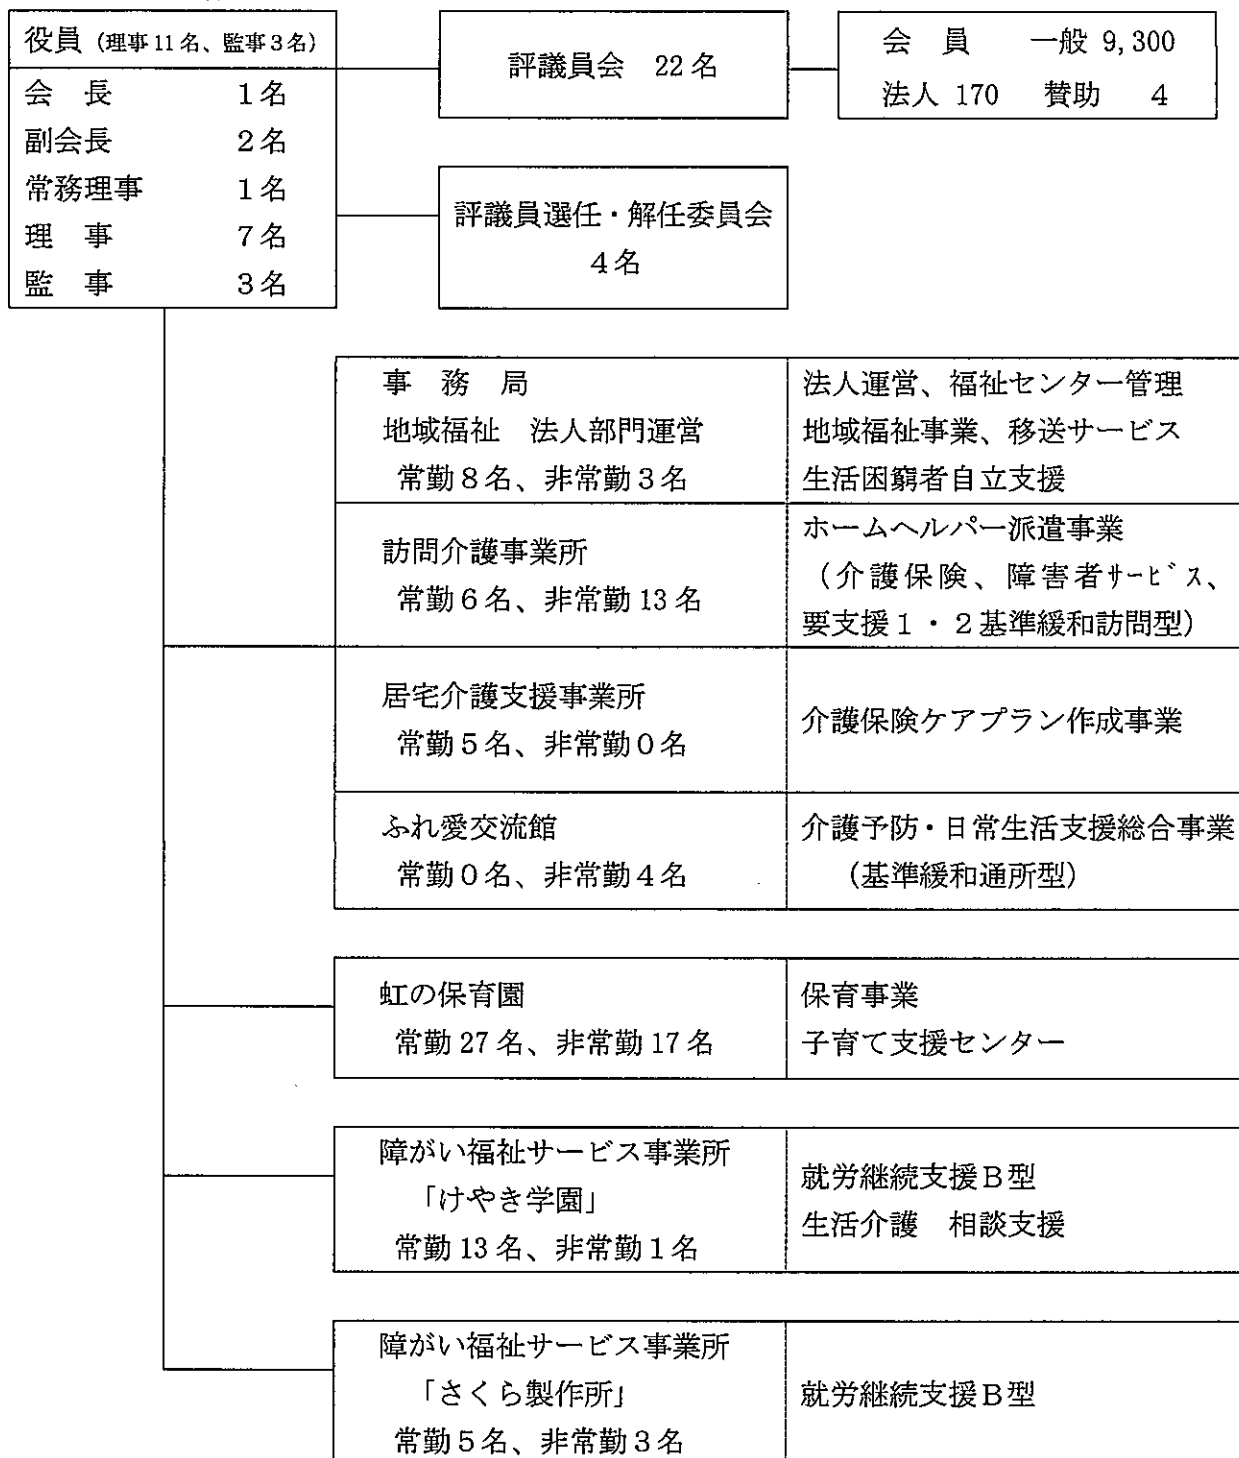 役員（理事11名、監事3名）
会　長　1名
副会長　2名
常務理事　1名
理　事　7名
監　事　3名
評議員会　22名
会　員　一般 9,300
法人 170　賛助　4
評議員選任・解任委員会
4名
事　務　局
地域福祉　法人部門運営
常勤8名、非常勤3名
法人運営、福祉センター管理
地域福祉事業、移送サービス
生活困窮者自立支援
訪問介護事業所
常勤6名、非常勤13名
ホームヘルパー派遣事業
（介護保険、障害者ｻｰﾋﾞｽ、
要支援1・2基準緩和訪問型）
居宅介護支援事業所
常勤5名、非常勤0名
介護保険ケアプラン作成事業
ふれ愛交流館
常勤0名、非常勤4名
介護予防・日常生活支援総合事業
（基準緩和通所型）
虹の保育園
常勤27名、非常勤17名
保育事業
子育て支援センター
障がい福祉サービス事業所
「けやき学園」
常勤13名、非常勤1名
就労継続支援B型
生活介護　相談支援
障がい福祉サービス事業所
「さくら製作所」
常勤5名、非常勤3名
就労継続支援B型